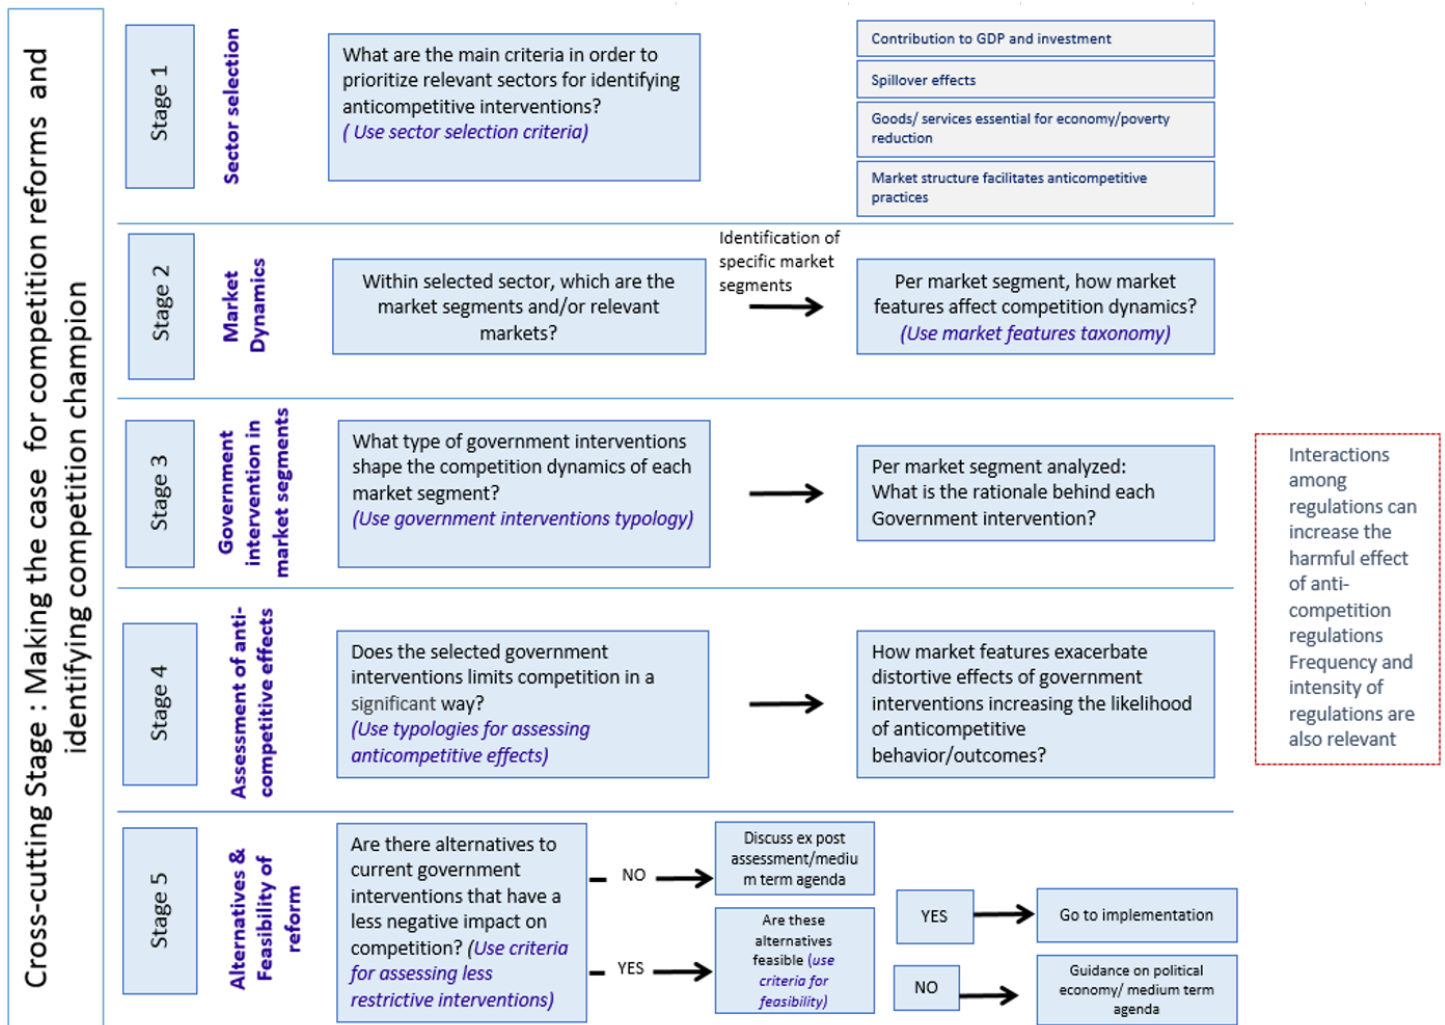 Cross-cutting Stage : Making the case for competition reforms and
identifying competition champion
Stage 1
Sector selection
What are the main criteria in order to
prioritize relevant sectors for identifying
anticompetitive interventions?
( Use sector selection criteria)
Contribution to GDP and investment
Spillover effects
Goods/ services essential for economy/poverty
reduction
Market structure facilitates anticompetitive
practices
Stage 2
Market
Dynamics
Within selected sector, which are the
market segments and/or relevant
markets?
Identification of
specific market
segments
Per market segment, how market
features affect competition dynamics?
(Use market features taxonomy)
Stage 3
Government
intervention in
market segments
What type of government interventions
shape the competition dynamics of each
market segment?
(Use government interventions typology)
Per market segment analyzed:
What is the rationale behind each
Government intervention?
Stage 4
Assessment of anti-
competitive effects
Does the selected government
interventions limits competition in a
significant way?
(Use typologies for assessing
anticompetitive effects)
How market features exacerbate
distortive effects of government
interventions increasing the likelihood
of anticompetitive
behavior/outcomes?
Interactions
among
regulations can
increase the
harmful effect
of anti-
competition
regulations
Frequency and
intensity of
regulations are
also relevant
Stage 5
Alternatives &
Feasibility of
reform
Are there alternatives to
current government
interventions that have a
less negative impact on
competition? (Use criteria
for assessing less
restrictive interventions)
NO
Discuss ex post
assessment/mediu
m term agenda
YES
Are these
alternatives
feasible (use
criteria for
feasibility)
YES
Go to implementation
NO
Guidance on political
economy/ medium term
agenda